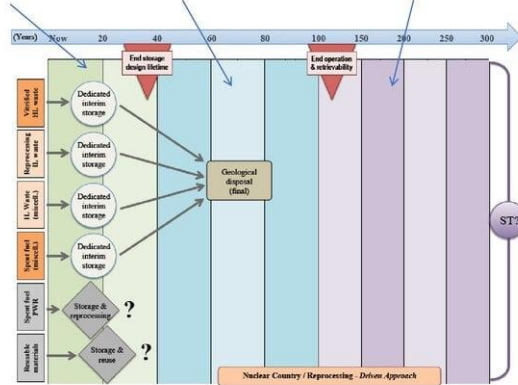 (Years) Now 20 40 60 80 100 150 200 250 300
End storage
design lifetime
End operation
& retrievability
Vitrified
HL waste
Dedicated
interim
storage
Reprocessing
IL waste
Dedicated
interim
storage
Geological
disposal
(final)
IL Waste
(miscell.)
Dedicated
interim
storage
ST?
Spent fuel
(miscell.)
Dedicated
interim
storage
Spent fuel
PWR
Storage &
reprocessing
?
Reusable
materials
Storage &
reuse
?
Nuclear Country / Reprocessing - Driven Approach